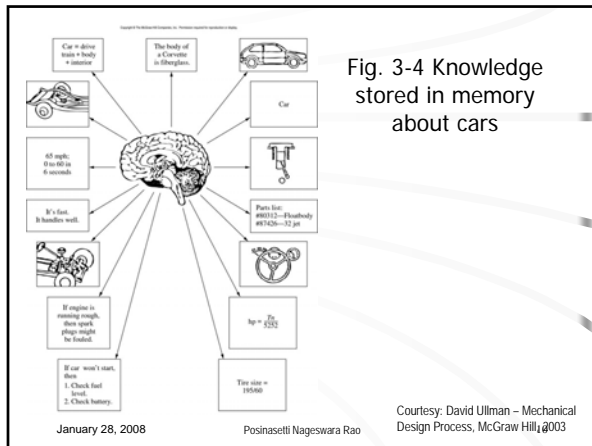 Copyright © The McGraw-Hill Companies, Inc. Permission required for reproduction or display.
Car = drive
train + body
+ interior
The body of
a Corvette
is fiberglass.
Fig. 3-4 Knowledge
stored in memory
about cars
Car
65 mph;
0 to 60 in
6 seconds
It's fast.
It handles well.
Parts list:
#80312—Floatbody
#87426—32 jet
If engine is
running rough,
then spark
plugs might
be fouled.
hp = Tn
5252
If car won't start,
then
1. Check fuel
level.
2. Check battery.
Tire size =
195/60
January 28, 2008
Posinasetti Nageswara Rao
Courtesy: David Ullman – Mechanical
Design Process, McGraw Hill, 2003